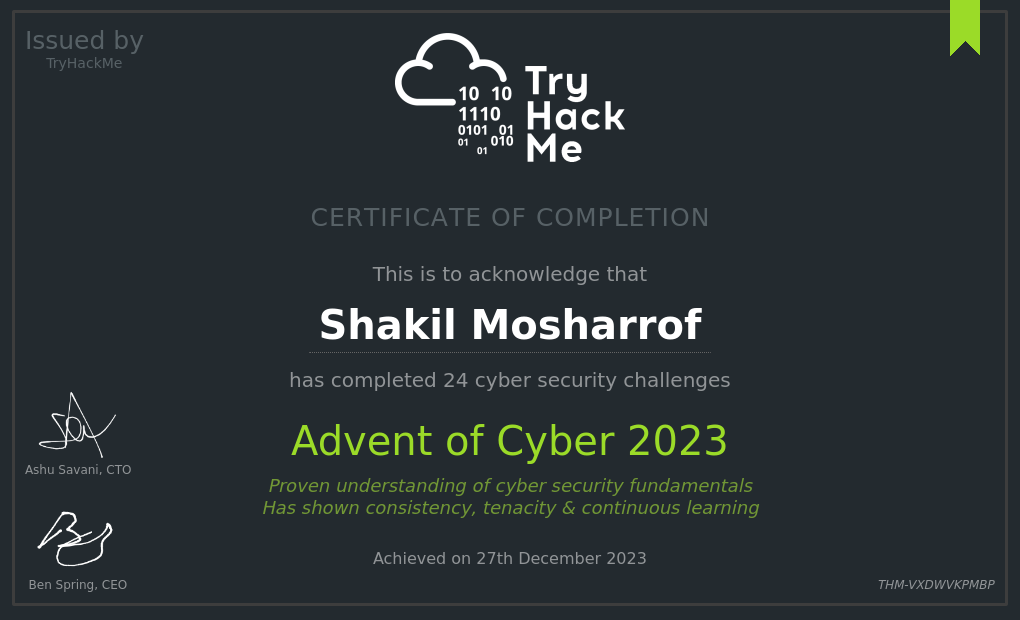 Issued by
TryHackMe
10 10
1110
0101 01
01 010
01
Try
Hack
Me
CERTIFICATE OF COMPLETION
This is to acknowledge that
Shakil Mosharrof
has completed 24 cyber security challenges
Advent of Cyber 2023
Proven understanding of cyber security fundamentals
Has shown consistency, tenacity & continuous learning
Achieved on 27th December 2023
Ashu Savani, CTO
Ben Spring, CEO
THM-VXDWVKPMBP